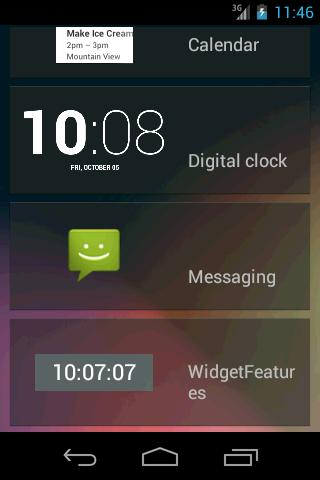 3G 11:46
Make Ice Cream
2pm – 3pm
Mountain View
Calendar
10:08
FRI, OCTOBER 05
Digital clock
Messaging
10:07:07
WidgetFeatur
es